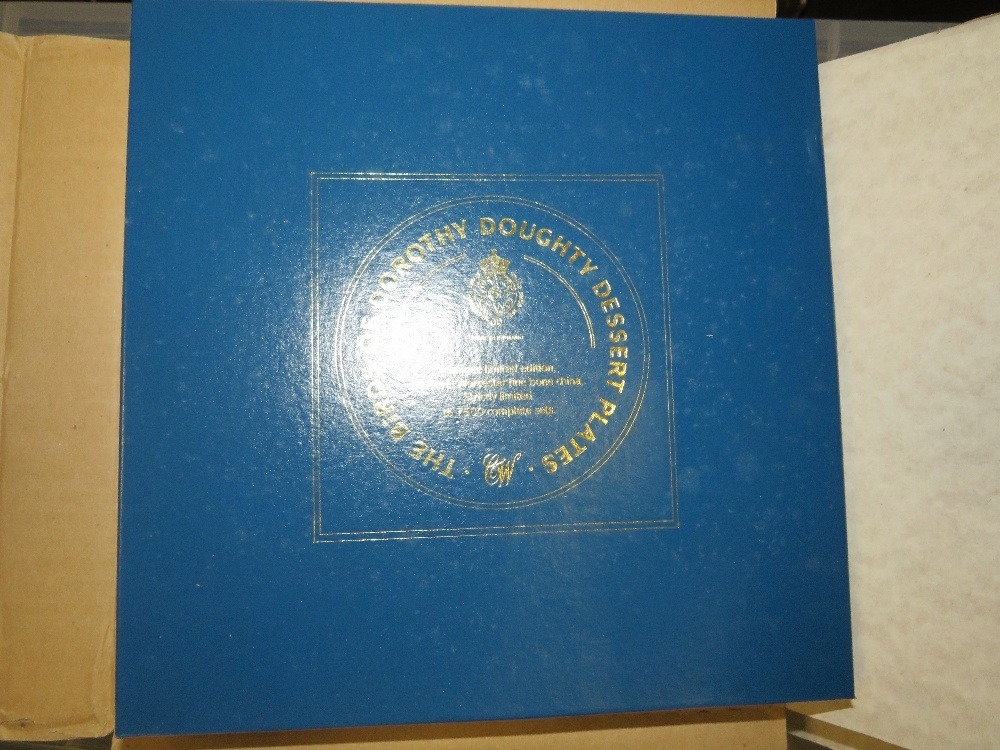 THE DOROTHY DOUGHTY DESSERT PLATES
limited edition,
fine bone china,
limited
complete sets.